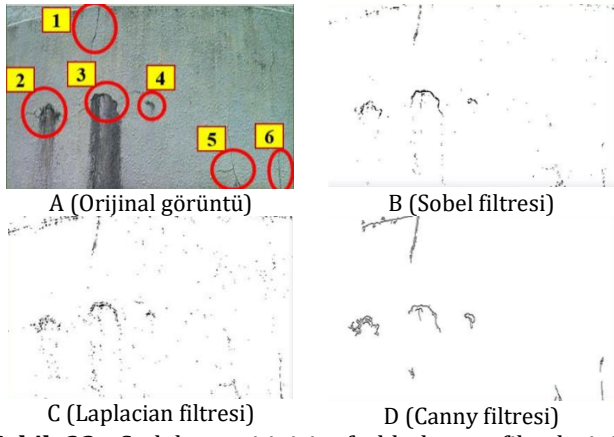 1
2
3
4
5
6
A (Orijinal görüntü)
B (Sobel filtresi)
C (Laplacian filtresi)
D (Canny filtresi)